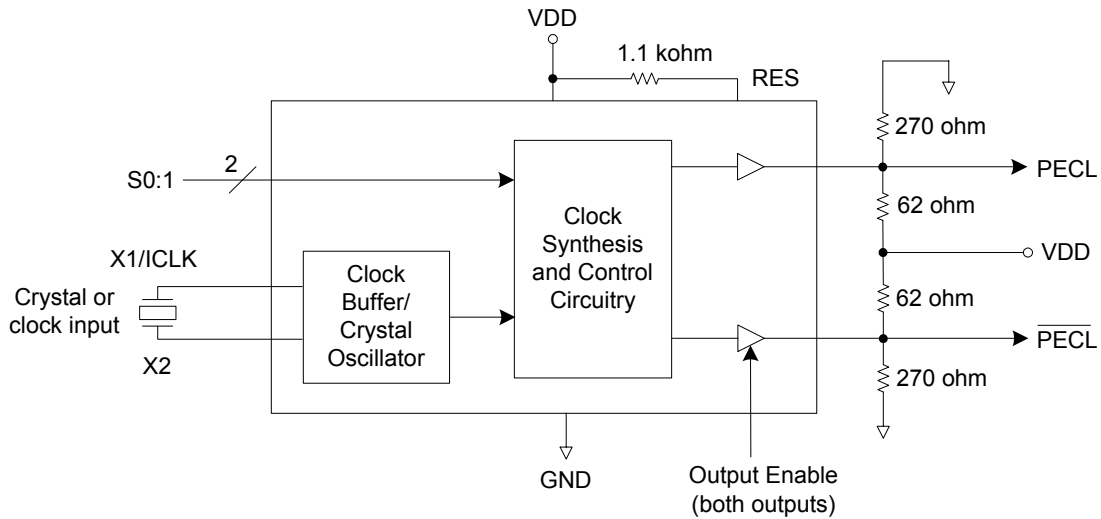 VDD
1.1 kohm
RES
270 ohm
2
S0:1
PECL
62 ohm
Clock
Synthesis
and Control
Circuitry
VDD
X1/ICLK
Clock
Buffer/
Crystal
Oscillator
Crystal or
clock input
62 ohm
X2
P̅E̅C̅L̅
270 ohm
GND
Output Enable
(both outputs)